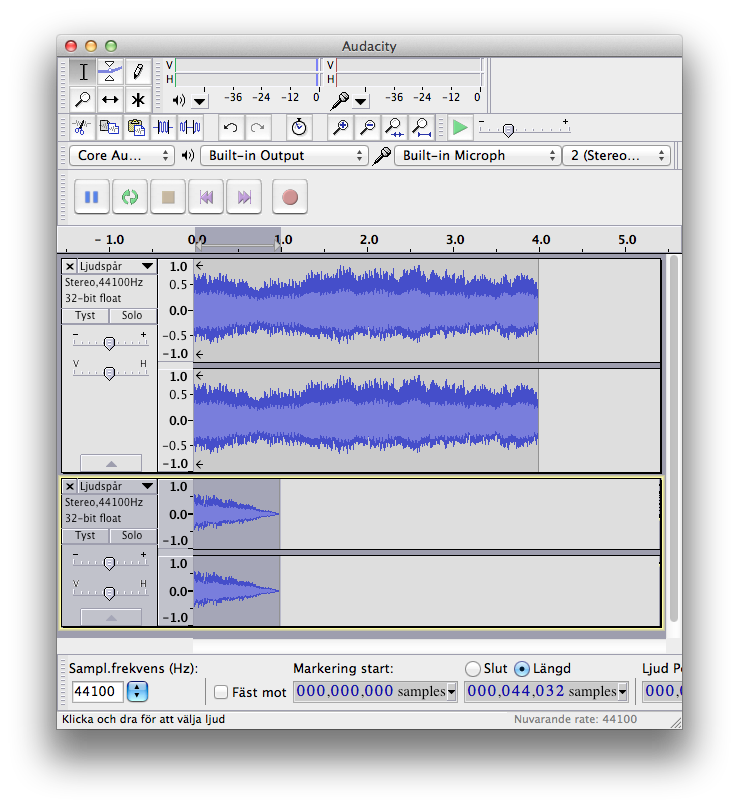 Audacity
V
H
-36 -24 -12 0
V
H
-36 -24 -12 0
Core Au...
Built-in Output
Built-in Microph
2 (Stereo...
- 1.0 0.0 1.0 2.0 3.0 4.0 5.0
Ljudspår
Stereo,44100Hz
32-bit float
Tyst Solo
- +
V H
1.0
0.5-
0.0-
-0.5-
-1.0
1.0
0.5-
0.0-
-0.5-
-1.0
Ljudspår
Stereo,44100Hz
32-bit float
Tyst Solo
- +
V H
1.0
0.0-
-1.0
1.0
0.0-
-1.0
Sampl.frekvens (Hz):
44100
Fäst mot
Markering start:
000,000,000 samples
Slut Längd
000,044,032 samples
Ljud P
000,
Klicka och dra för att välja ljud
Nuvarande rate: 44100